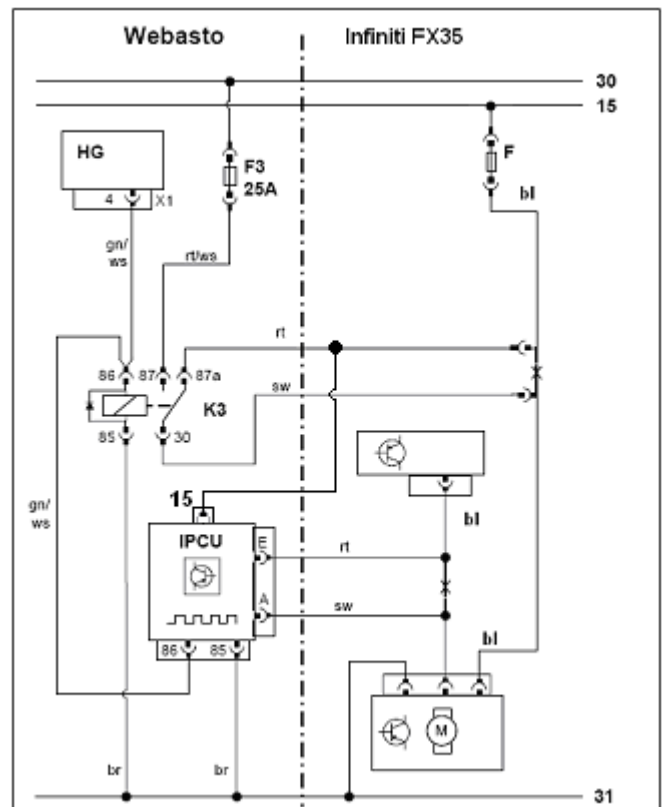 Webasto Infiniti FX35
30
15
HG
F3
25A
F
bl
4 X1
gn/
ws
rt/ws
rt
86 87 87a
sw
K3
85 30
15
gn/
ws
bl
IPCU
E
rt
A
sw
bl
86 85
M
br br
31